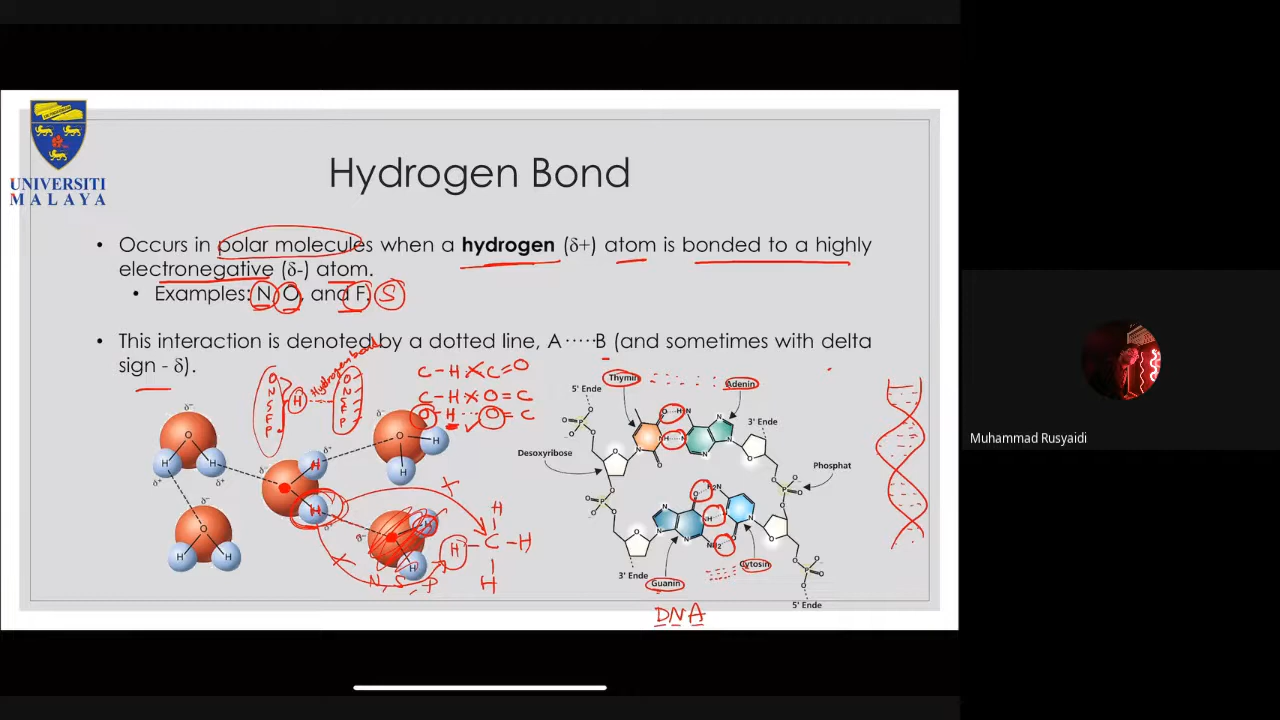 UNIVERSITI
MALAYA
Hydrogen Bond
• Occurs in polar molecules when a hydrogen (δ+) atom is bonded to a highly
electronegative (δ-) atom.
• Examples: N, O, and F. S
• This interaction is denoted by a dotted line, A·····B (and sometimes with delta
sign - δ).
Hydrogen bond
O
N
S
F
P
H
O
N
S
F
P
C-H X C=O
C-H X O=C
O-H ··· O=C
δ-
O
H
H
δ+
δ+
δ-
O
H
H
δ-
H
H
δ-
O
H
H
H
H
N, S, P
H
H - C - H
H
Thymin
Adenin
5' Ende
3' Ende
Desoxyribose
Phosphat
Guanin
Cytosin
3' Ende
5' Ende
DNA
Muhammad Rusyaidi